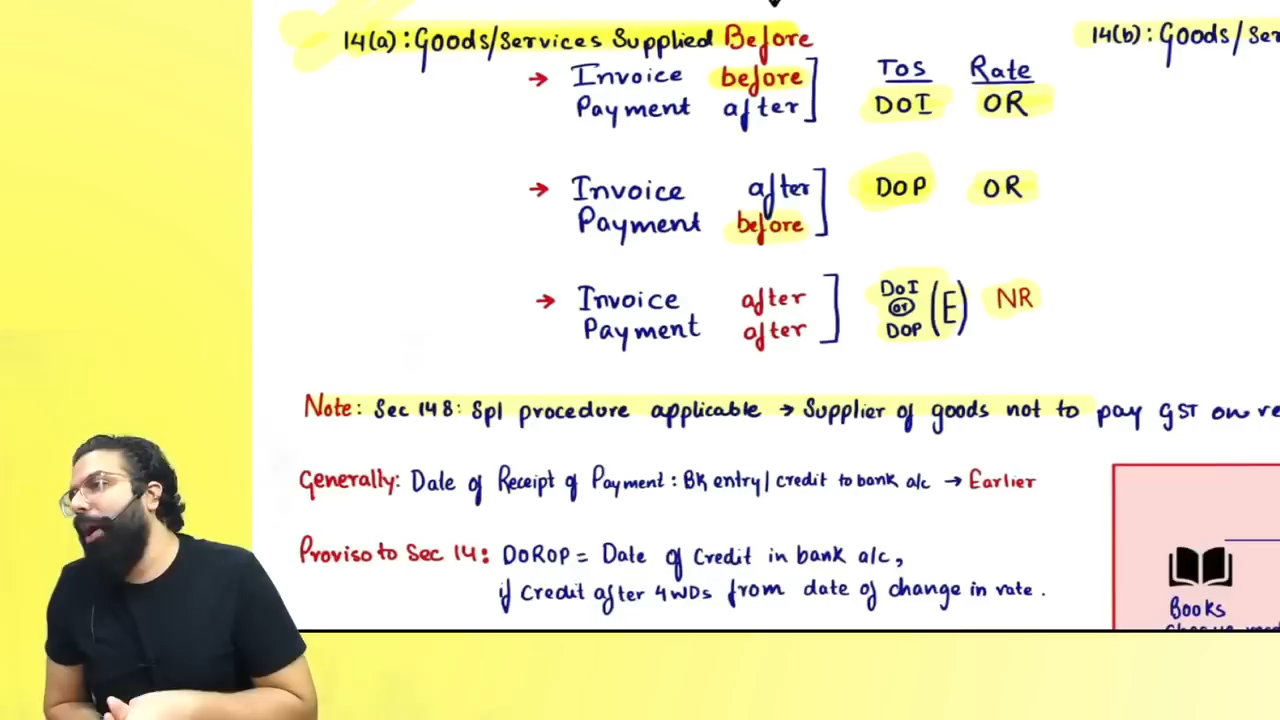 14(a) : Goods/Services Supplied Before
→ Invoice before
Payment after
TOS Rate
DOI OR
→ Invoice after
Payment before
DOP OR
→ Invoice after
Payment after
DOI
or
DOP
(E) NR
Note: Sec 148: Spl procedure applicable → Supplier of goods not to pay GST on re
Generally: Date of Receipt of Payment : BK entry/ credit to bank a/c → Earlier
Proviso to Sec 14: DOROP = Date of credit in bank a/c,
if credit after 4WDs from date of change in rate.
14(b) : Goods/Ser
Books